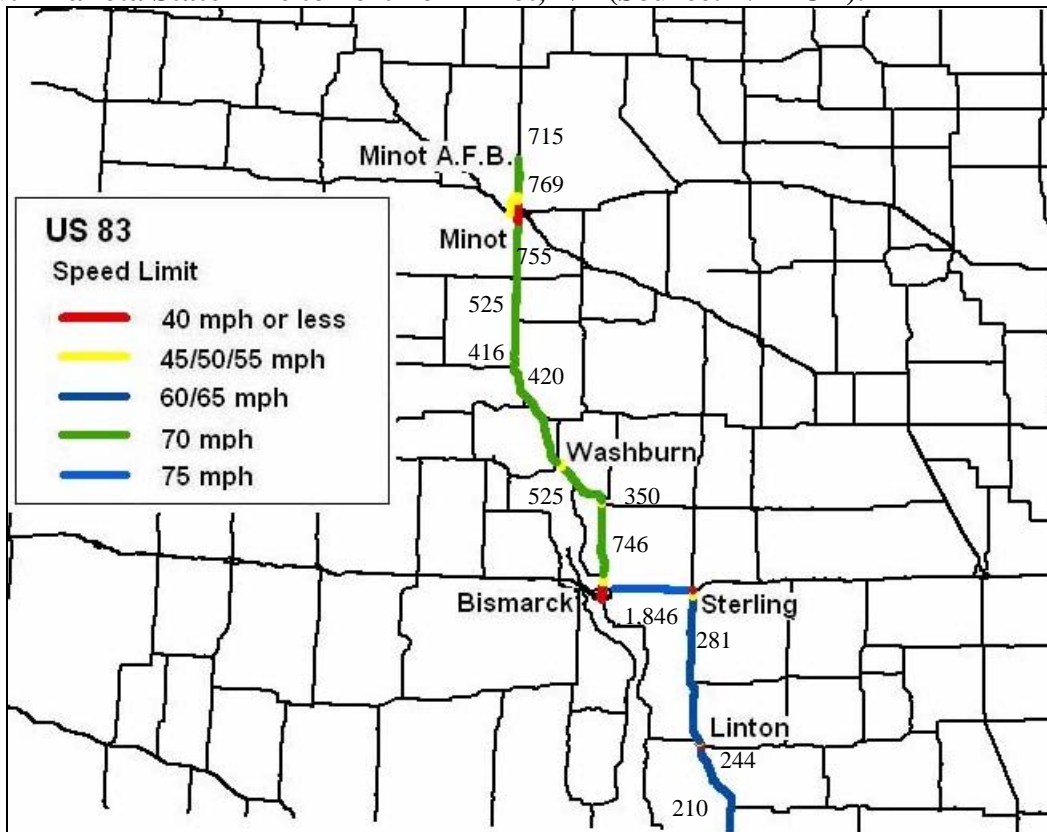 715
Minot A.F.B.
769
Minot
755
525
416
420
US 83
Speed Limit
40 mph or less
45/50/55 mph
60/65 mph
70 mph
75 mph
Washburn
525
350
746
Bismarck
Sterling
1,846
281
Linton
244
210